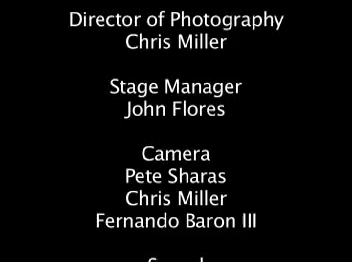 Director of Photography
Chris Miller
Stage Manager
John Flores
Camera
Pete Sharas
Chris Miller
Fernando Baron III